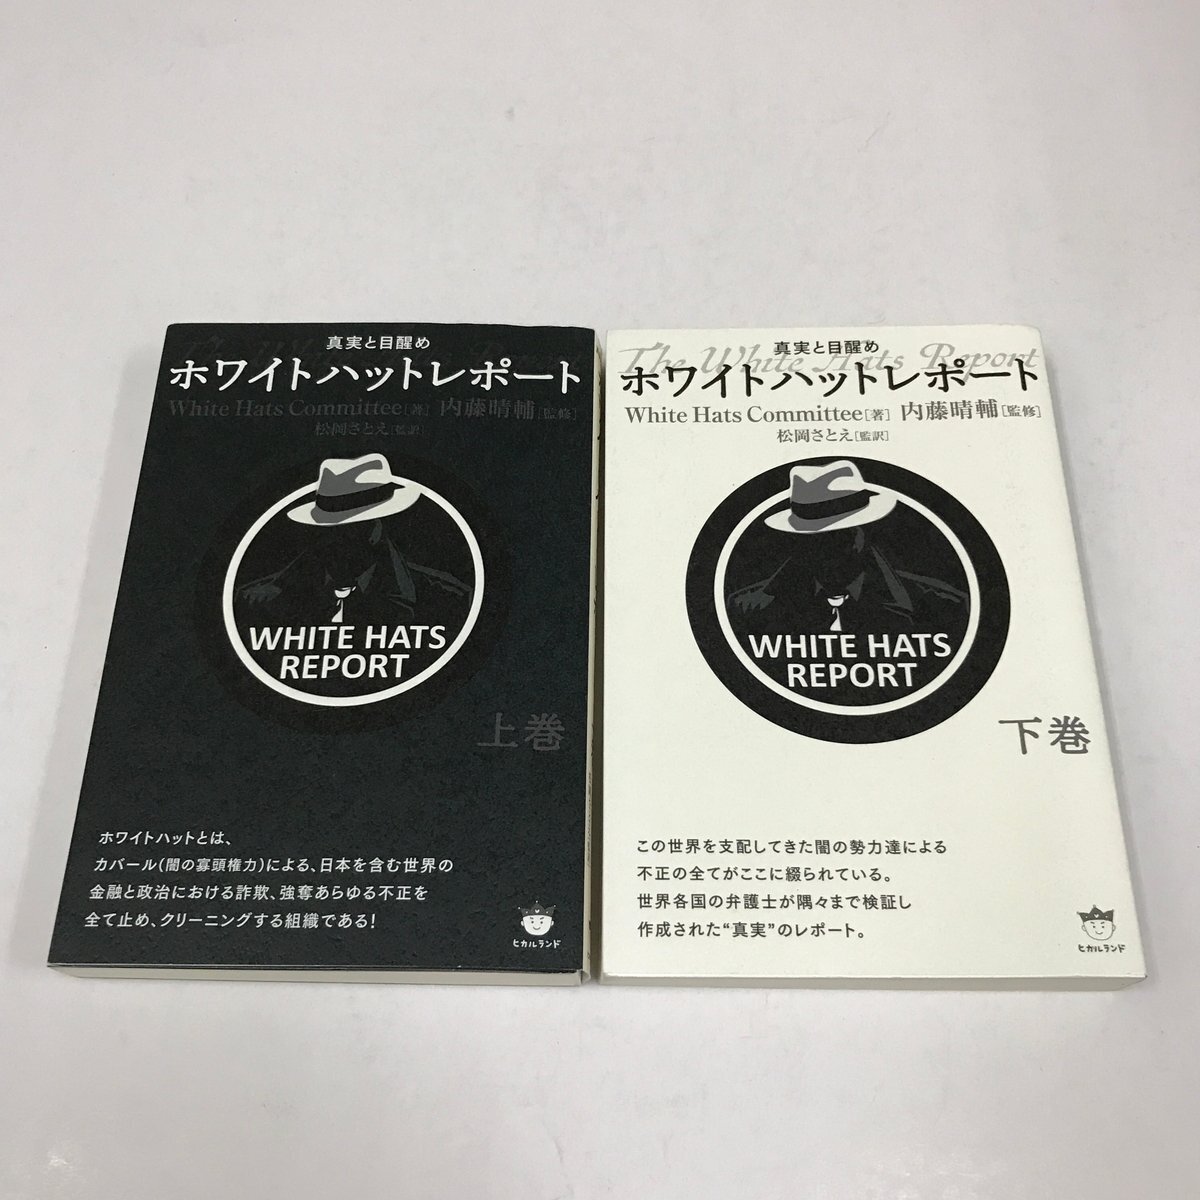 真実と目醒め
ホワイトハットレポート
White Hats Committee[著] 内藤晴輔[監修]
松岡さとえ[監訳]
WHITE HATS
REPORT
上巻
ホワイトハットとは、
カバール(闇の寡頭権力)による、日本を含む世界の
金融と政治における詐欺、強奪あらゆる不正を
全て止め、クリーニングする組織である!
ヒカルランド
The White Hats Report
真実と目醒め
ホワイトハットレポート
White Hats Committee[著] 内藤晴輔[監修]
松岡さとえ[監訳]
WHITE HATS
REPORT
下巻
この世界を支配してきた闇の勢力達による
不正の全てがここに綴られている。
世界各国の弁護士が隅々まで検証し
作成された“真実”のレポート。
ヒカルランド